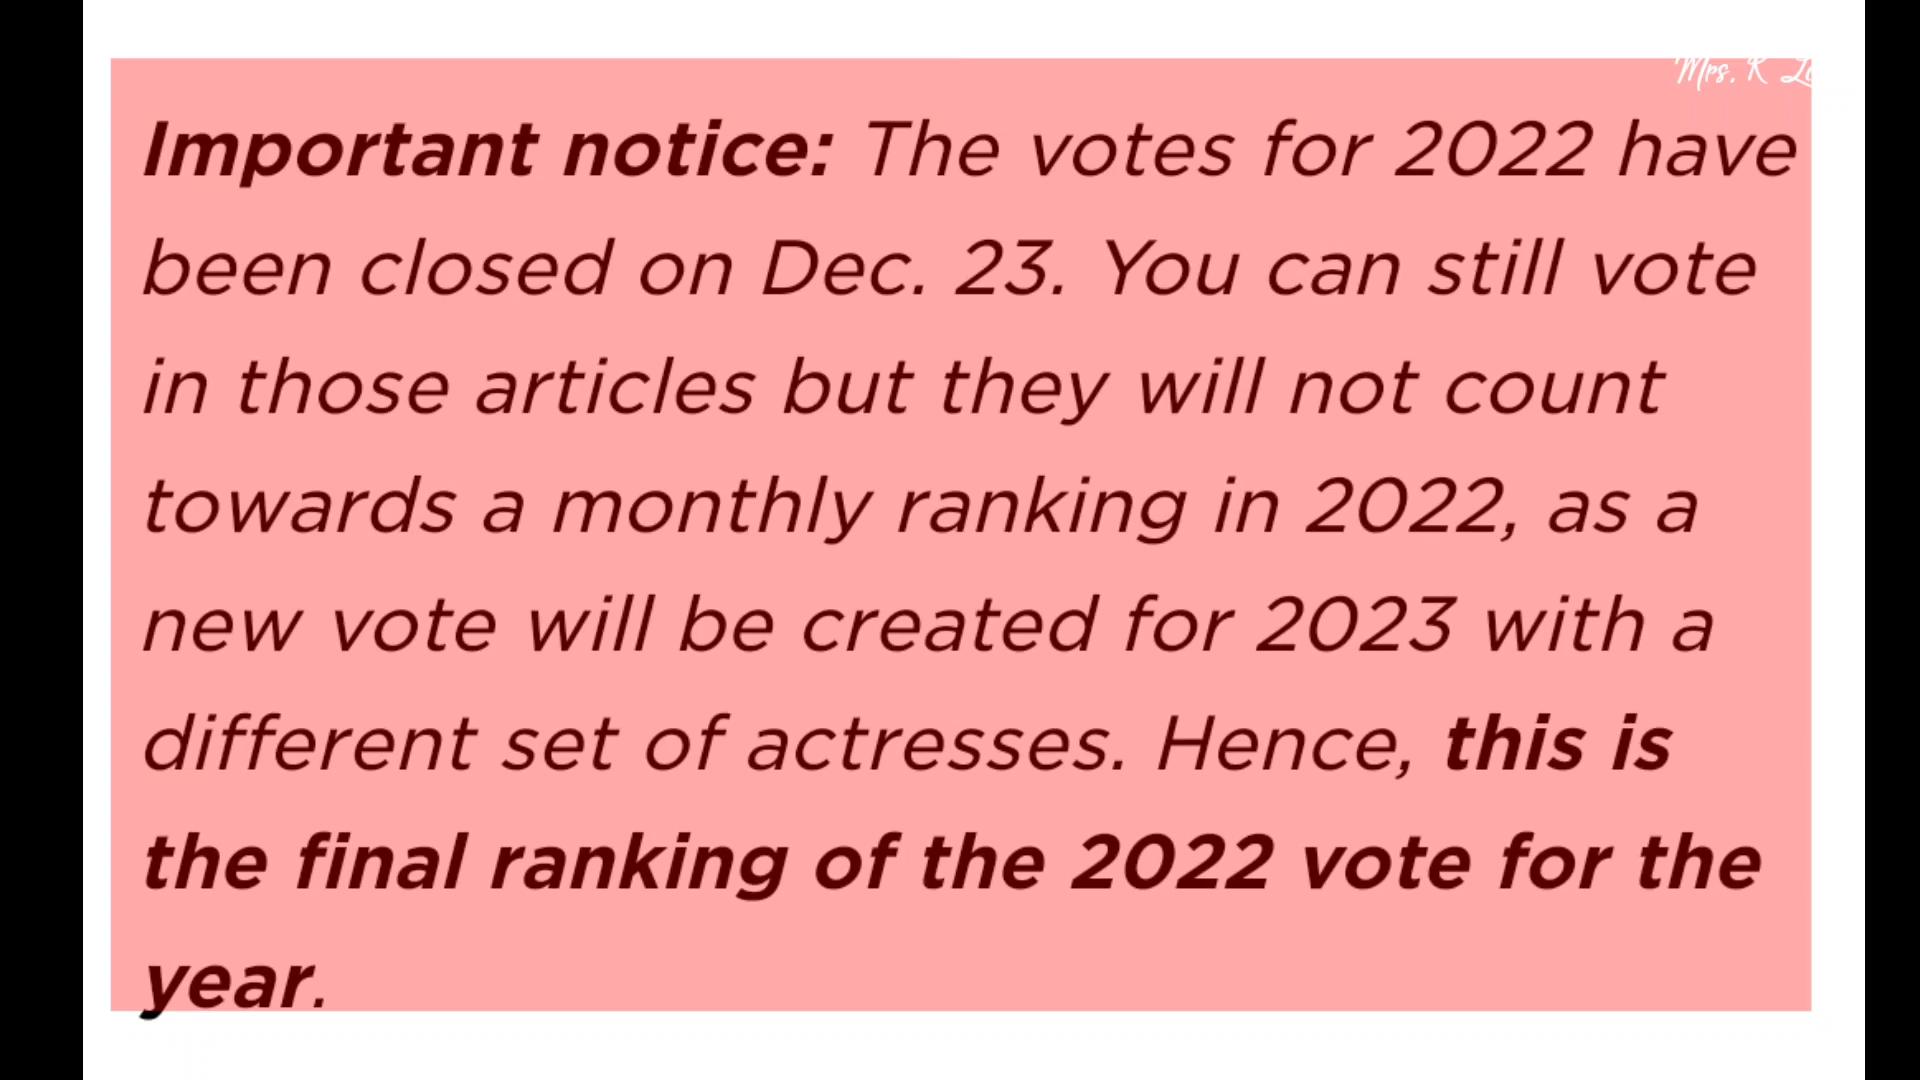 Mrs. K
Important notice: The votes for 2022 have
been closed on Dec. 23. You can still vote
in those articles but they will not count
towards a monthly ranking in 2022, as a
new vote will be created for 2023 with a
different set of actresses. Hence, this is
the final ranking of the 2022 vote for the
year.